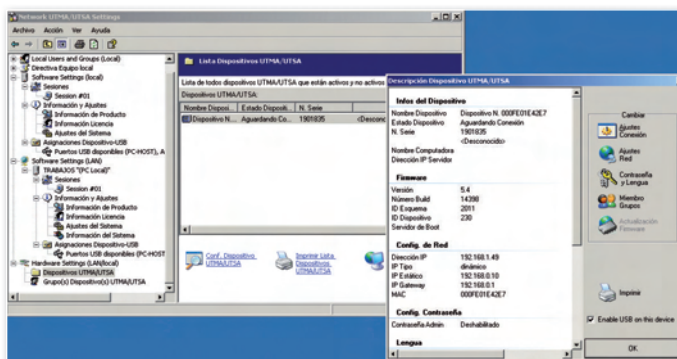 Network UTMA/UTSA Settings
Archivo Acción Ver Ayuda
Local Users and Groups (Local)
Directiva Equipo local
Software Settings (local)
Sesiones
Session #01
Información y Ajustes
Información de Producto
Información Licencia
Ajustes del Sistema
Asignaciones Dispositivo-USB
Puertos USB disponibles (PC-HOST), A
Software Settings (LAN)
TRABAJOS "(PC Local)"
Sesiones
Session #01
Información y Ajustes
Información de Producto
Información Licencia
Ajustes del Sistema
Información del Sistema
Asignaciones Dispositivo-USB
Puertos USB disponibles (PC-HOST
Hardware Settings (LAN/local)
Dispositivos UTMA/UTSA
Grupo(s) Dispositivo(s) UTMA/UTSA
Lista Dispositivos UTMA/UTSA
Lista de todos dispositivos UTMA/UTSA que están activos y no activos
Dispositivos UTMA/UTSA:
Nombre Disposi... Estado Dispositi... N. Serie
Dispositivo N... Aguardando Co... 1901835 <Desconoc
Conf. Dispositivo UTMA/UTSA
Imprimir Lista Dispositivos UTMA/UTSA
Descripción Dispositivo UTMA/UTSA
Infos del Dispositivo
Nombre Dispositivo Dispositivo N. 000FE01E42E7
Estado Dispositivo Aguardando Conexión
N. Serie 1901835
<Desconocido>
Nombre Computadora
Dirección IP Servidor
Firmware
Versión 5.4
Número Build 14398
ID Esquema 2011
ID Dispositivo 230
Servidor de Boot
Config. de Red
Dirección IP 192.168.1.49
IP Tipo dinámico
IP Estático 192.168.0.10
IP Gateway 192.168.0.1
MAC 000FE01E42E7
Config. Contraseña
Contraseña Admin Deshabilitado
Lengua
Cambiar
Ajustes Conexión
Ajustes Red
Contraseña y Lengua
Miembro Grupos
Actualización Firmware
Imprimir
Enable USB on this device
OK